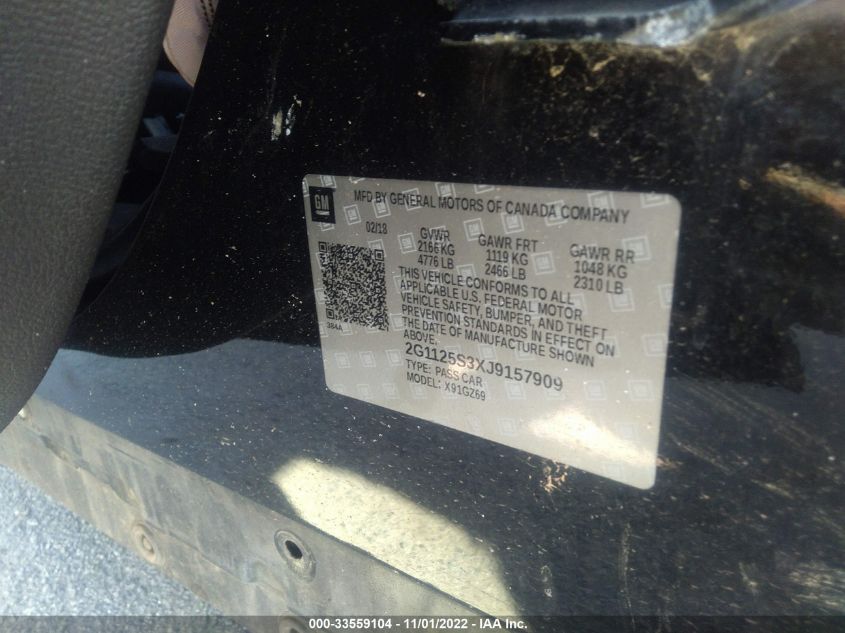 GM
MFD BY GENERAL MOTORS OF CANADA COMPANY
02/18
GVWR
2166 KG
4776 LB
GAWR FRT
1119 KG
2466 LB
GAWR RR
1048 KG
2310 LB
THIS VEHICLE CONFORMS TO ALL
APPLICABLE U.S. FEDERAL MOTOR
VEHICLE SAFETY, BUMPER, AND THEFT
PREVENTION STANDARDS IN EFFECT ON
THE DATE OF MANUFACTURE SHOWN
ABOVE.
384A
2G1125S3XJ9157909
TYPE: PASS CAR
MODEL: X91GZ69
000-33559104 - 11/01/2022 - IAA Inc.